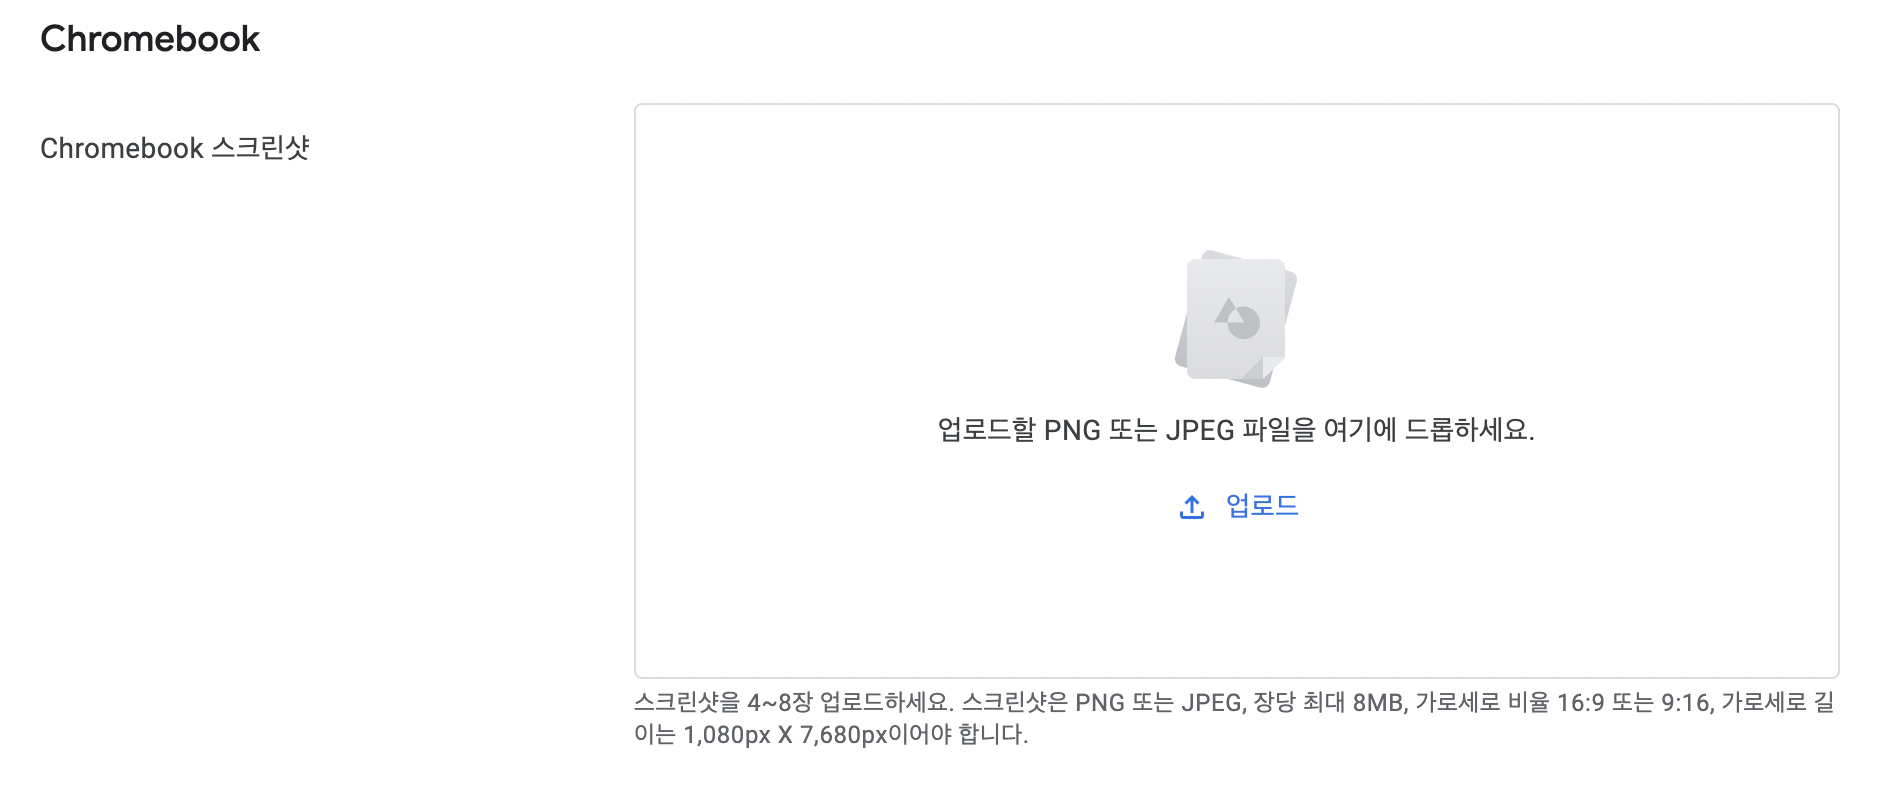 Chromebook
Chromebook 스크린샷
업로드할 PNG 또는 JPEG 파일을 여기에 드롭하세요.
업로드
스크린샷을 4~8장 업로드하세요. 스크린샷은 PNG 또는 JPEG, 장당 최대 8MB, 가로세로 비율 16:9 또는 9:16, 가로세로 길
이는 1,080px X 7,680px이어야 합니다.